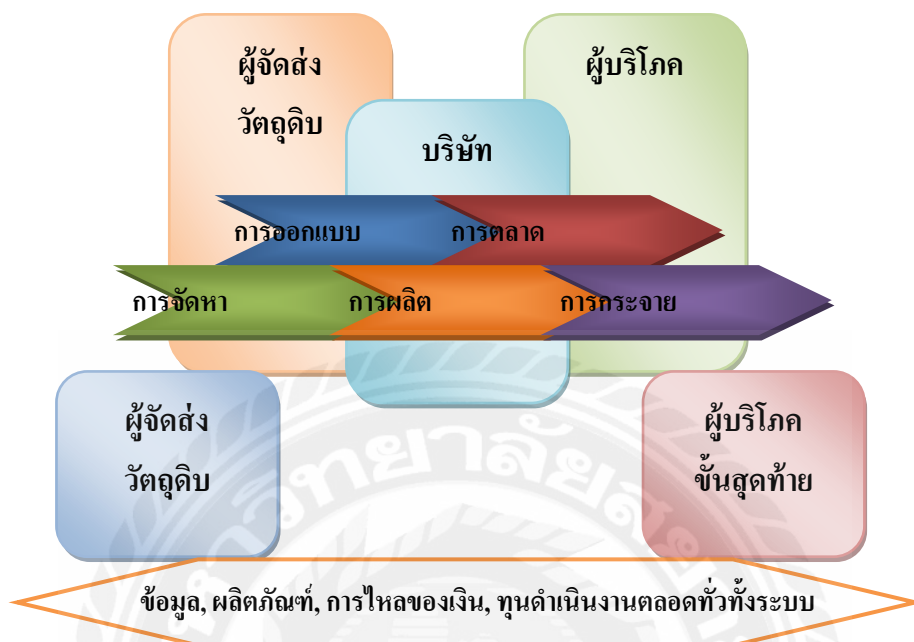 ผู้จัดส่ง
วัตถุดิบ
ผู้บริโภค
บริษัท
การออกแบบ
การตลาด
การจัดหา
การผลิต
การกระจาย
ผู้จัดส่ง
วัตถุดิบ
ผู้บริโภค
ขั้นสุดท้าย
ข้อมูล, ผลิตภัณฑ์, การไหลของเงิน, ทุนดำเนินงานตลอดทั่วทั้งระบบ